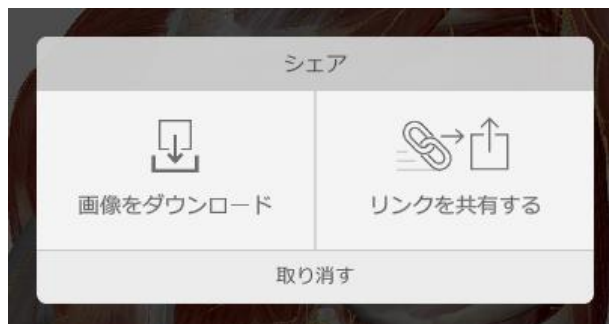 シェア
画像をダウンロード
リンクを共有する
取り消す